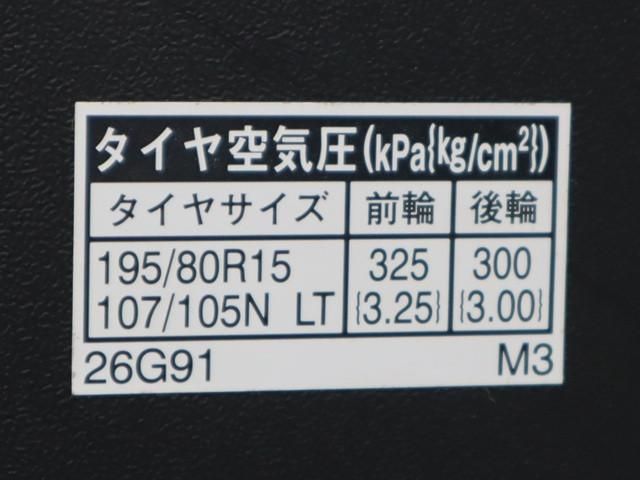 タイヤ空気圧(kPa{kg/cm²})
タイヤサイズ 前輪 後輪
195/80R15 325 300
107/105N LT {3.25} {3.00}
26G91 M3